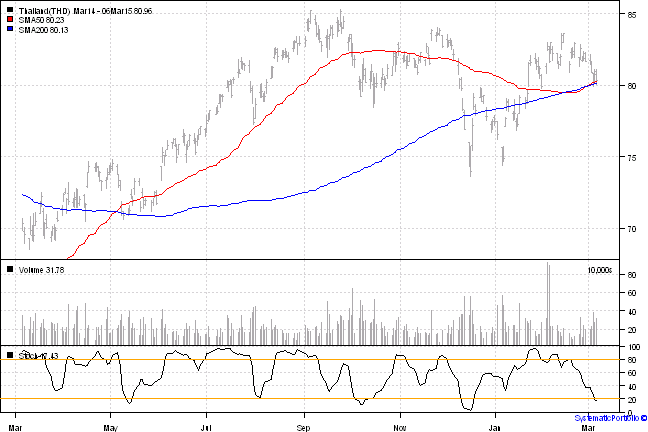 Thailand(THD) Mar14 - 06Mar15 80.96
SMA50 80.23
SMA200 80.13
85
80
75
70
Volume 31.78
10,000s
80
60
40
20
100
80
60
40
20
0
Mar May Jul Sep Nov Jan Mar
SystematicPortfolio ©